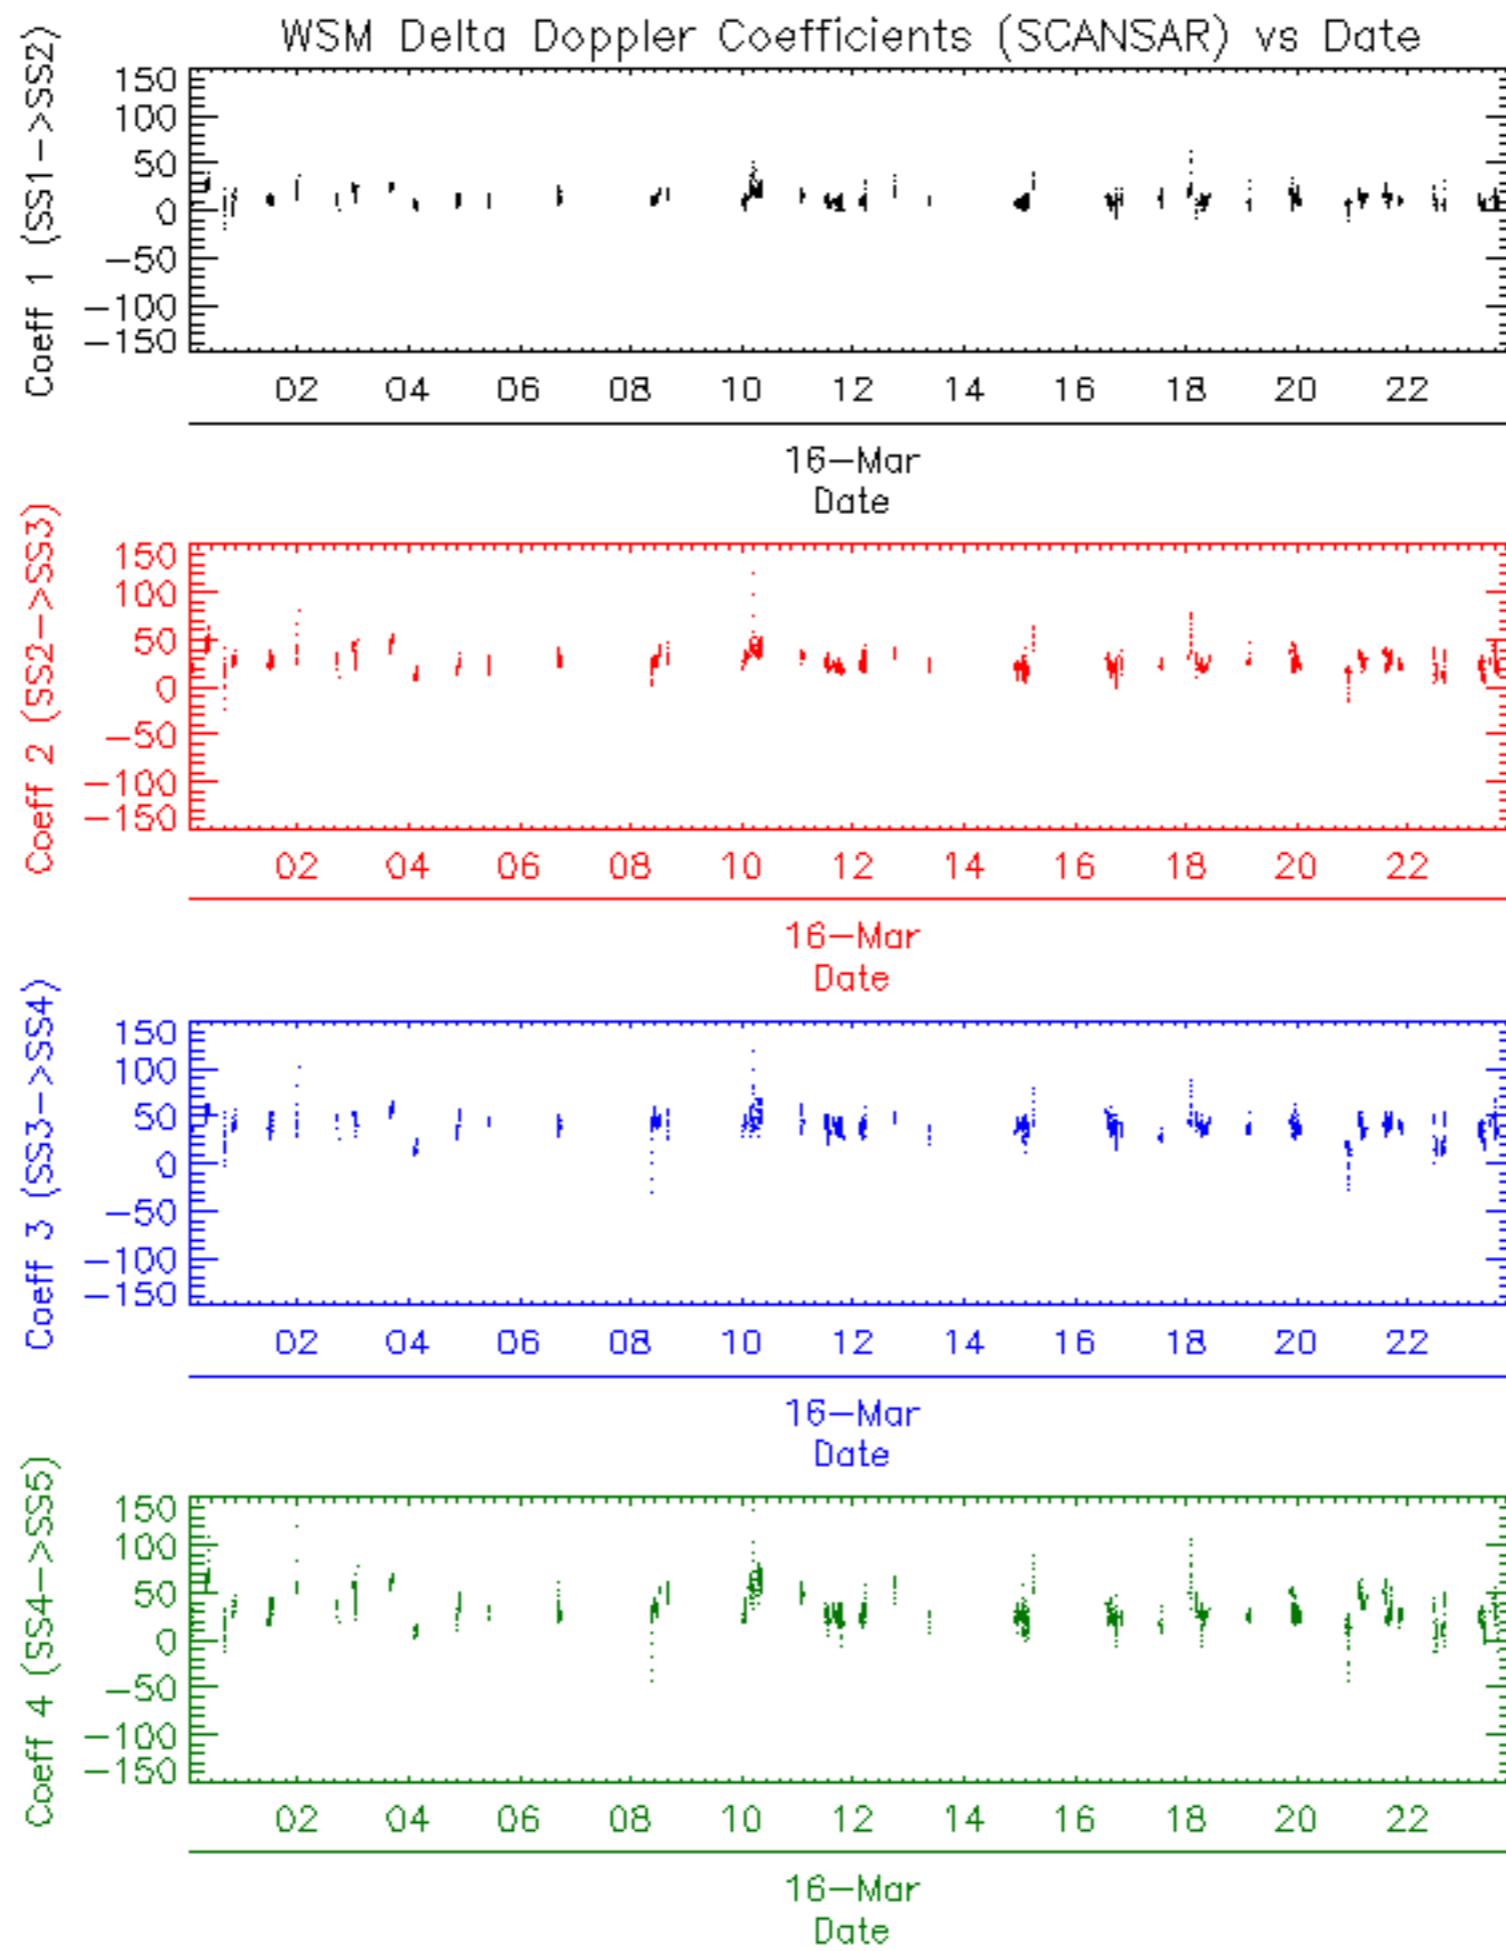 WSM Delta Doppler Coefficients (SCANSAR) vs Date
Coeff 1 (SS1->SS2)
150
100
50
0
-50
-100
-150
02 04 06 08 10 12 14 16 18 20 22
16-Mar
Date
Coeff 2 (SS2->SS3)
150
100
50
0
-50
-100
-150
02 04 06 08 10 12 14 16 18 20 22
16-Mar
Date
Coeff 3 (SS3->SS4)
150
100
50
0
-50
-100
-150
02 04 06 08 10 12 14 16 18 20 22
16-Mar
Date
Coeff 4 (SS4->SS5)
150
100
50
0
-50
-100
-150
02 04 06 08 10 12 14 16 18 20 22
16-Mar
Date